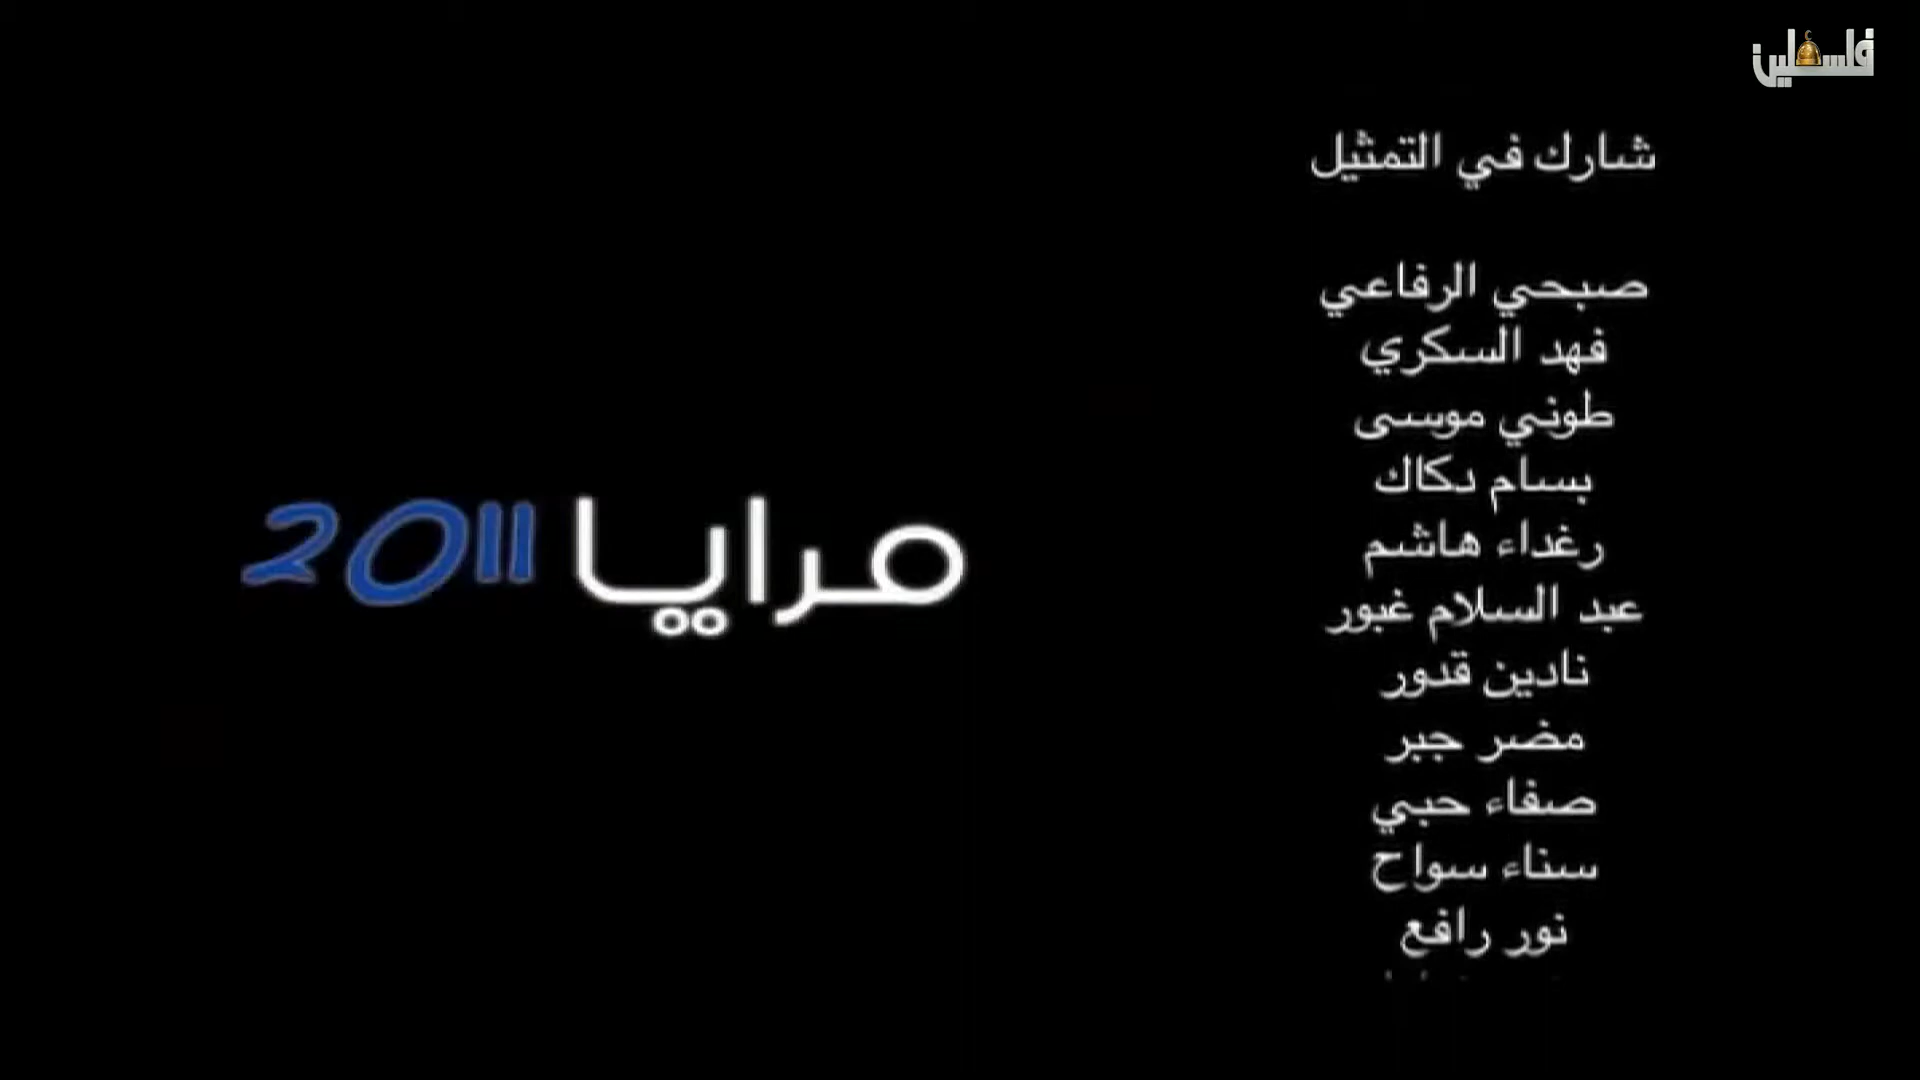 فلسطين
شارك في التمثيل
صبحي الرفاعي
فهد السكري
طوني موسى
بسام دكاك
رغداء هاشم
عبد السلام غبور
نادين قدور
مضر جبر
صفاء حبي
سناء سواح
نور رافع
مرايا 2011